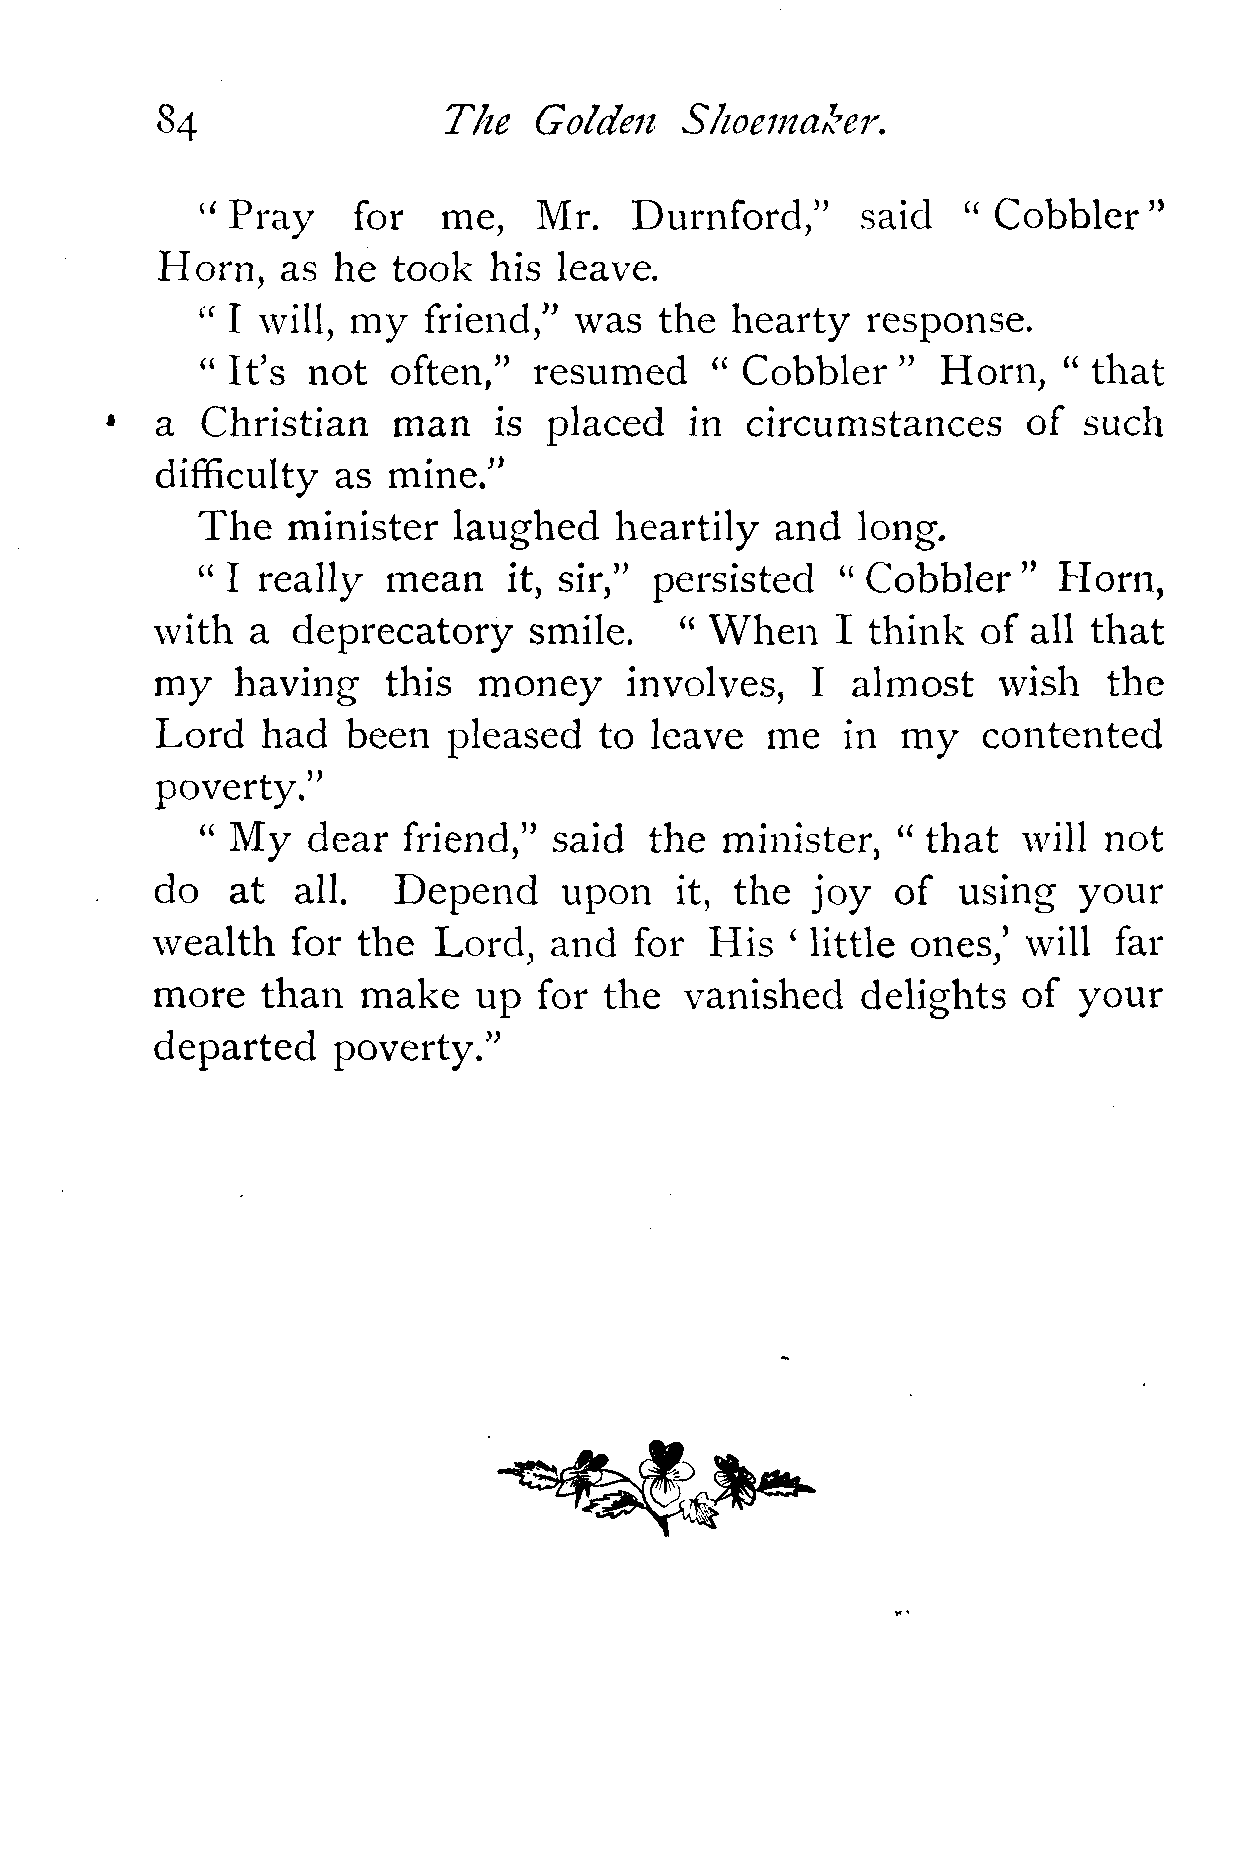 84 The Golden Shoemaker.
“ Pray for me, Mr. Durnford,” said “ Cobbler ”
Horn, as he took his leave.
“ I will, my friend,” was the hearty response.
“ It’s not often,” resumed “ Cobbler ” Horn, “ that
a Christian man is placed in circumstances of such
difficulty as mine.”
The minister laughed heartily and long.
“ I really mean it, sir,” persisted “ Cobbler ” Horn,
with a deprecatory smile. “ When I think of all that
my having this money involves, I almost wish the
Lord had been pleased to leave me in my contented
poverty.”
“ My dear friend,” said the minister, “ that will not
do at all. Depend upon it, the joy of using your
wealth for the Lord, and for His ‘ little ones,’ will far
more than make up for the vanished delights of your
departed poverty.”